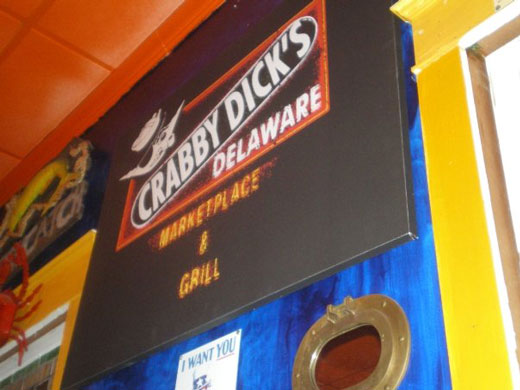 CRABBY DICK'S
DELAWARE
MARKETPLACE
&
GRILL
I WANT YOU